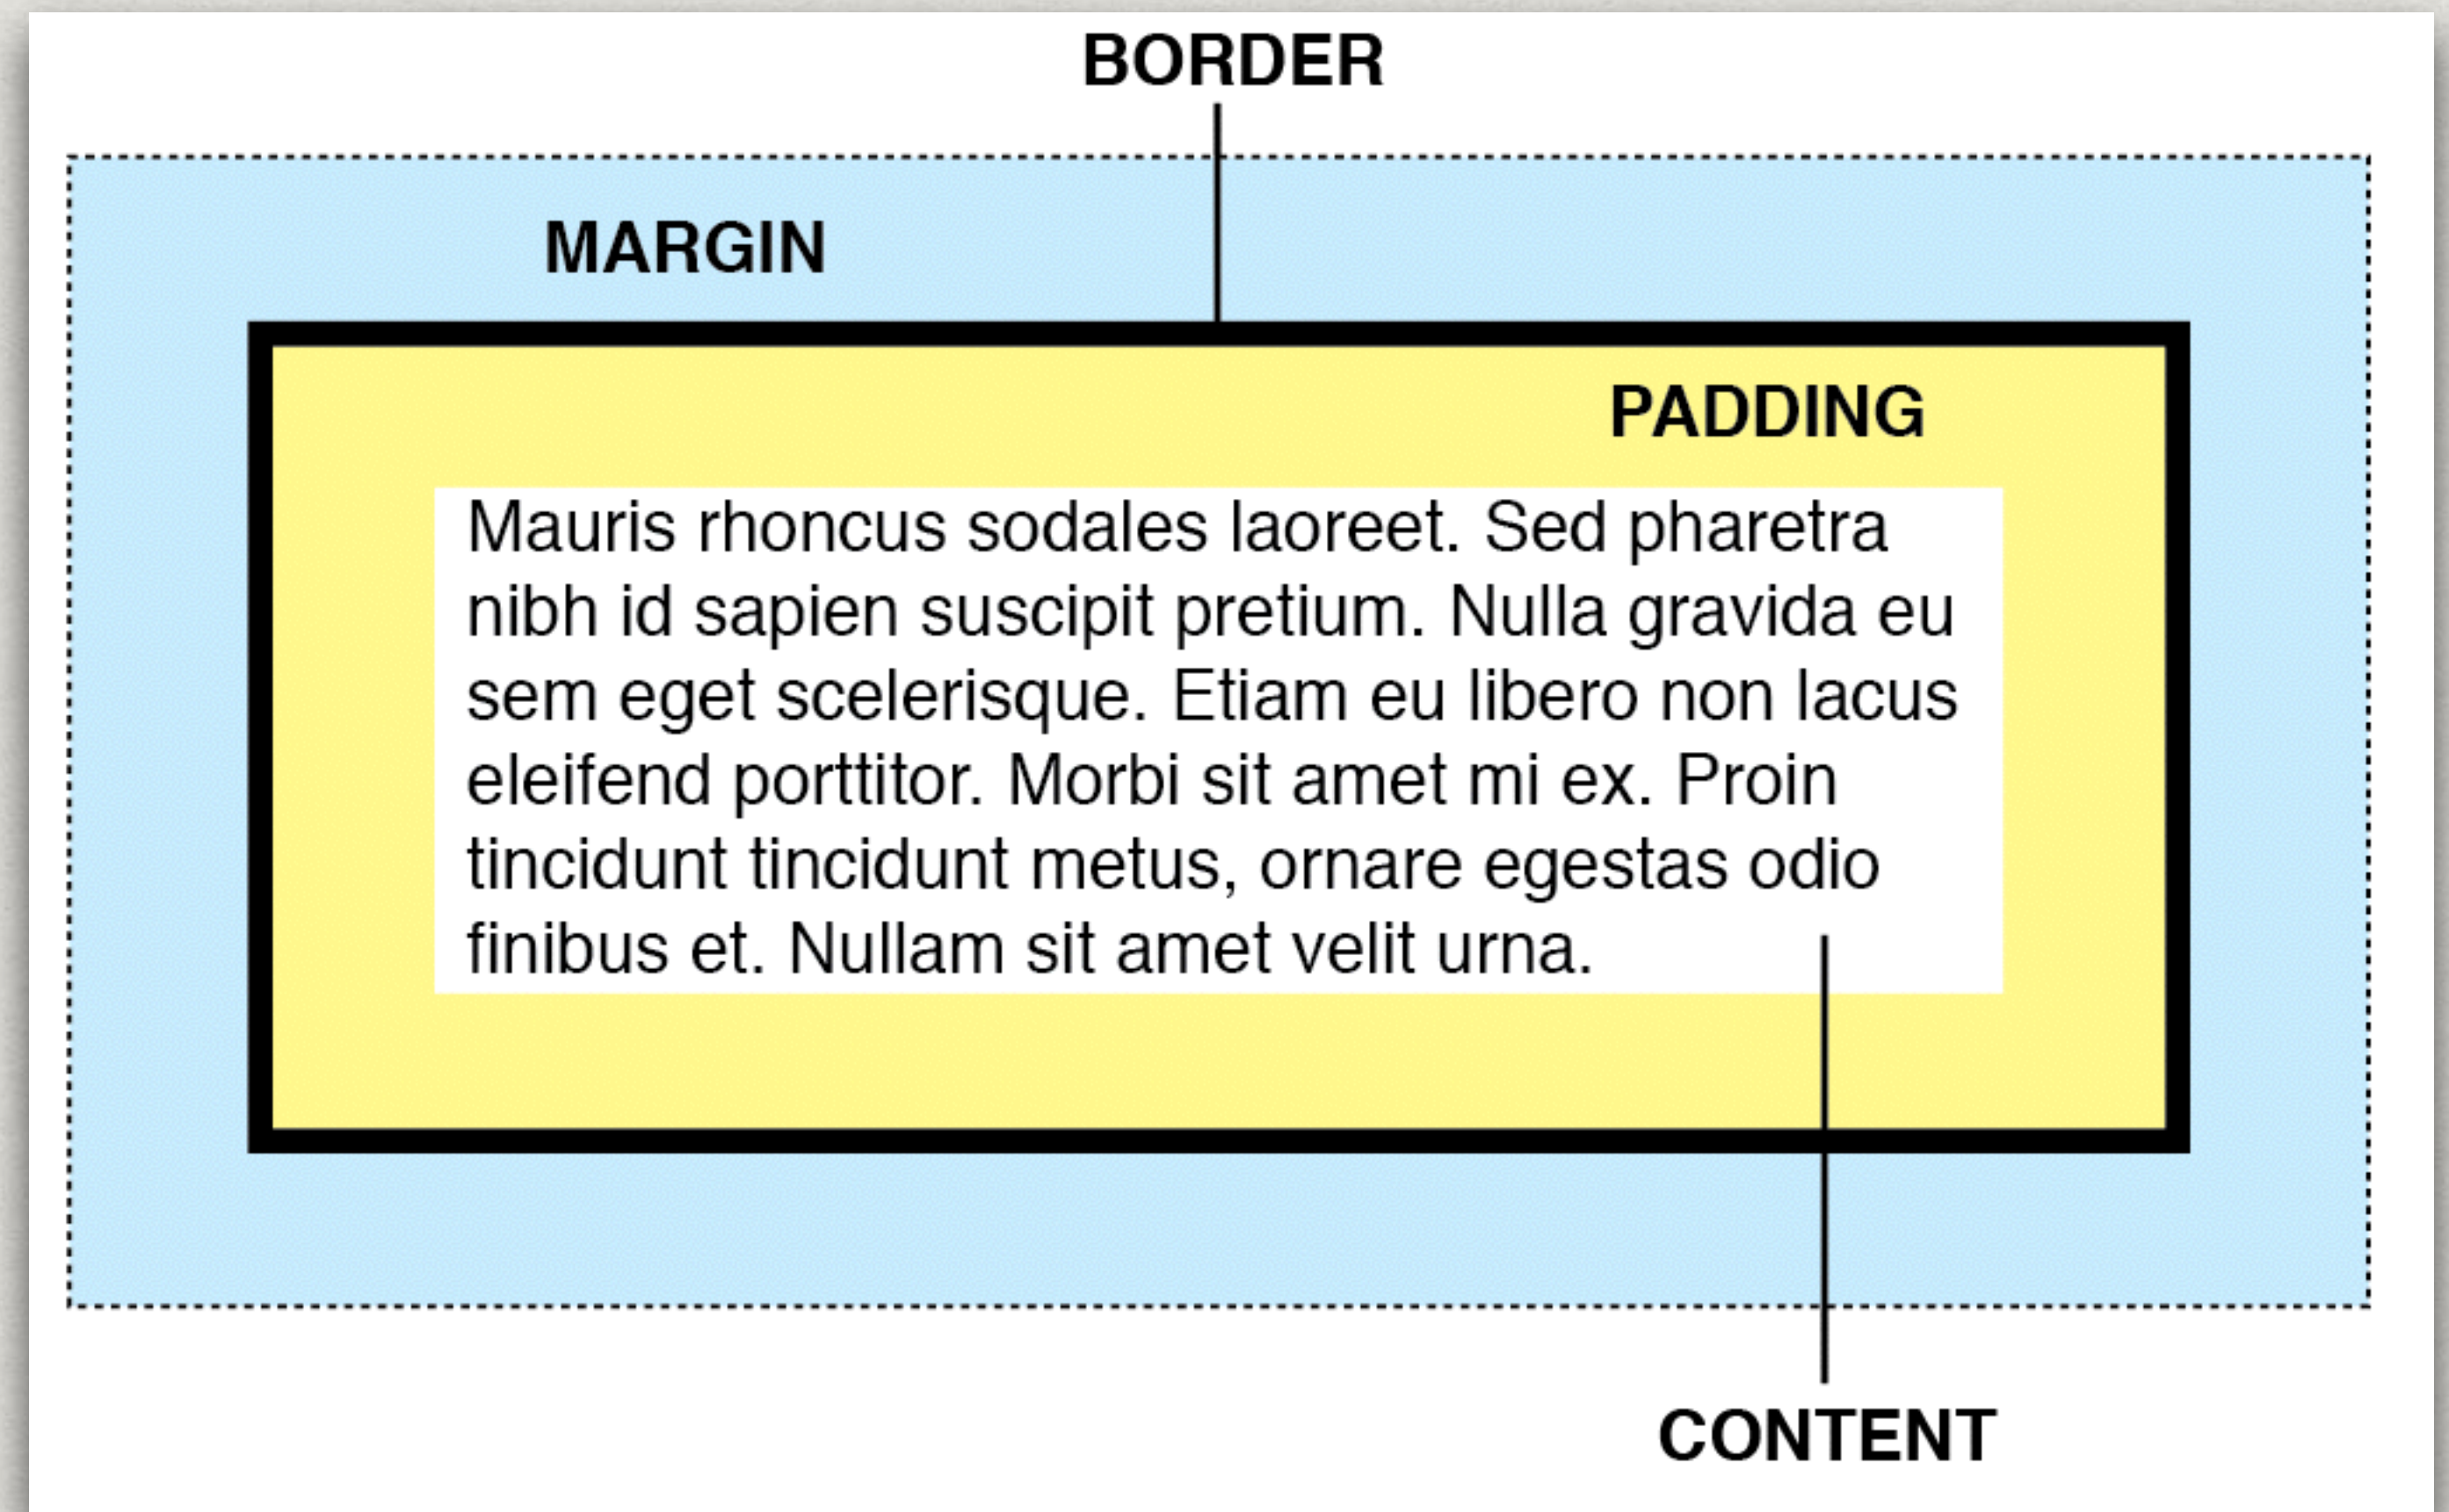 BORDER
MARGIN
PADDING
Mauris rhoncus sodales laoreet. Sed pharetra
nibh id sapien suscipit pretium. Nulla gravida eu
sem eget scelerisque. Etiam eu libero non lacus
eleifend porttitor. Morbi sit amet mi ex. Proin
tincidunt tincidunt metus, ornare egestas odio
finibus et. Nullam sit amet velit urna.
CONTENT